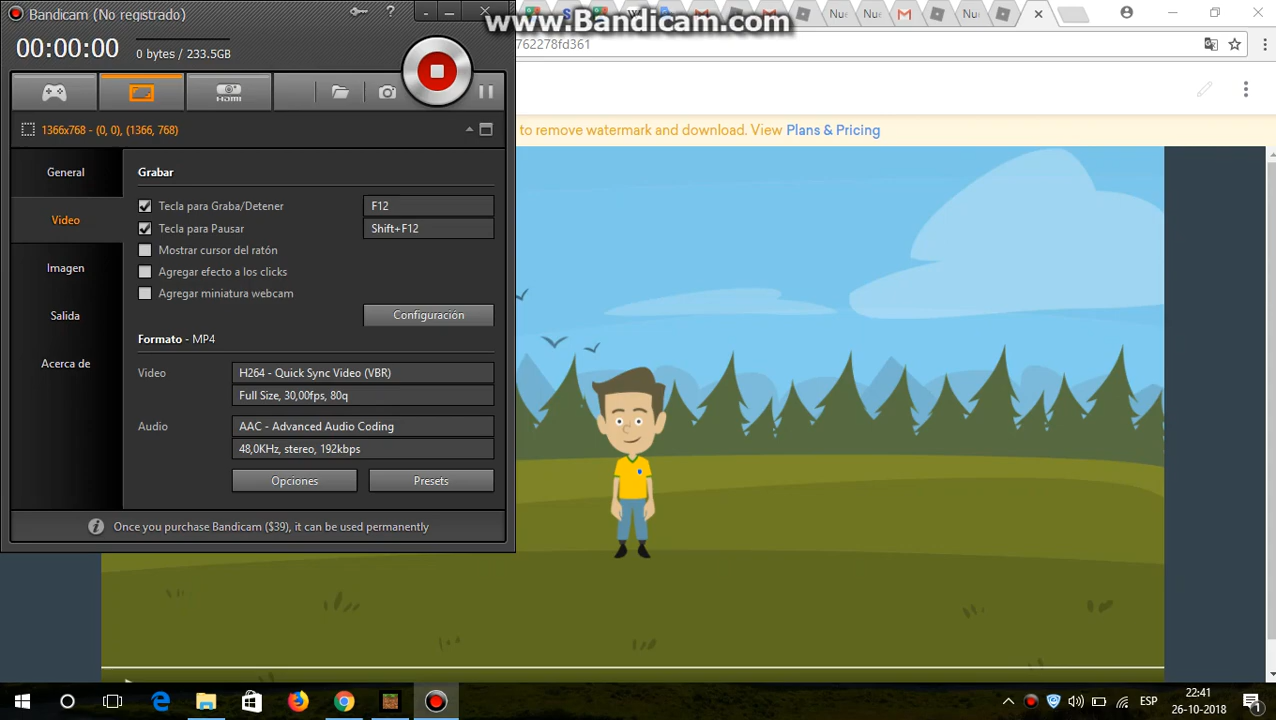 Bandicam (No registrado)
www.Bandicam.com
?
00:00:00
0 bytes / 233.5GB
762278fd361
HDMI
1366x768 - (0, 0), (1366, 768)
to remove watermark and download. View Plans & Pricing
General
Video
Imagen
Salida
Acerca de
Grabar
Tecla para Graba/Detener
F12
Tecla para Pausar
Shift+F12
Mostrar cursor del ratón
Agregar efecto a los clicks
Agregar miniatura webcam
Configuración
Formato - MP4
Video
H264 - Quick Sync Video (VBR)
Full Size, 30,00fps, 80q
Audio
AAC - Advanced Audio Coding
48,0KHz, stereo, 192kbps
Opciones
Presets
Once you purchase Bandicam ($39), it can be used permanently
ESP
22:41
26-10-2018
1